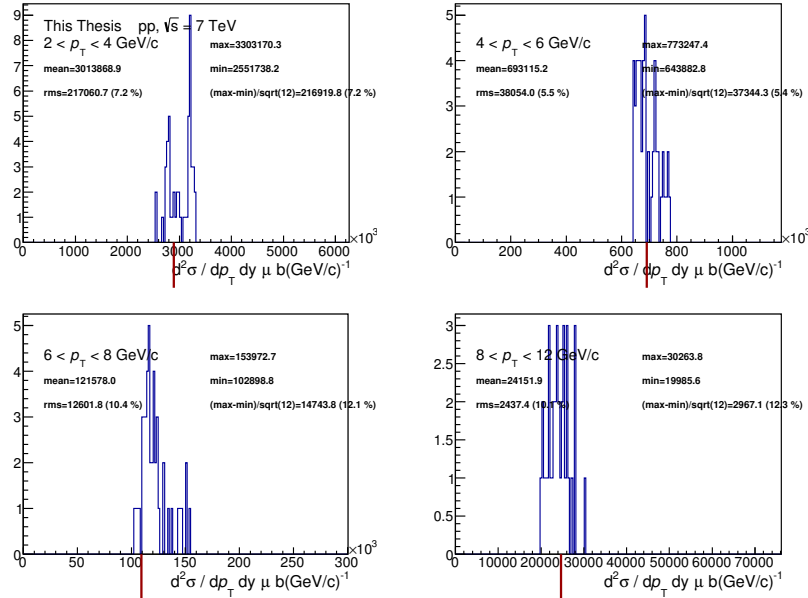 This Thesis pp, √s = 7 TeV
2 < p_T < 4 GeV/c
max=3303170.3
mean=3013868.9
min=2551738.2
rms=217060.7 (7.2 %)
(max-min)/sqrt(12)=216919.8 (7.2 %)
9
8
7
6
5
4
3
2
1
0
0 1000 2000 3000 4000 5000 6000
×10³
d²σ / dp_T dy μ b(GeV/c)⁻¹
4 < p_T < 6 GeV/c
max=773247.4
mean=693115.2
min=643882.8
rms=38054.0 (5.5 %)
(max-min)/sqrt(12)=37344.3 (5.4 %)
5
4
3
2
1
0
0 200 400 600 800 1000
×10³
d²σ / dp_T dy μ b(GeV/c)⁻¹
6 < p_T < 8 GeV/c
max=153972.7
mean=121578.0
min=102898.8
rms=12601.8 (10.4 %)
(max-min)/sqrt(12)=14743.8 (12.1 %)
5
4
3
2
1
0
0 50 100 150 200 250 300
×10³
d²σ / dp_T dy μ b(GeV/c)⁻¹
8 < p_T < 12 GeV/c
max=30263.8
mean=24151.9
min=19985.6
rms=2437.4 (10.1 %)
(max-min)/sqrt(12)=2967.1 (12.3 %)
3
2.5
2
1.5
1
0.5
0
0 10000 20000 30000 40000 50000 60000 70000
d²σ / dp_T dy μ b(GeV/c)⁻¹